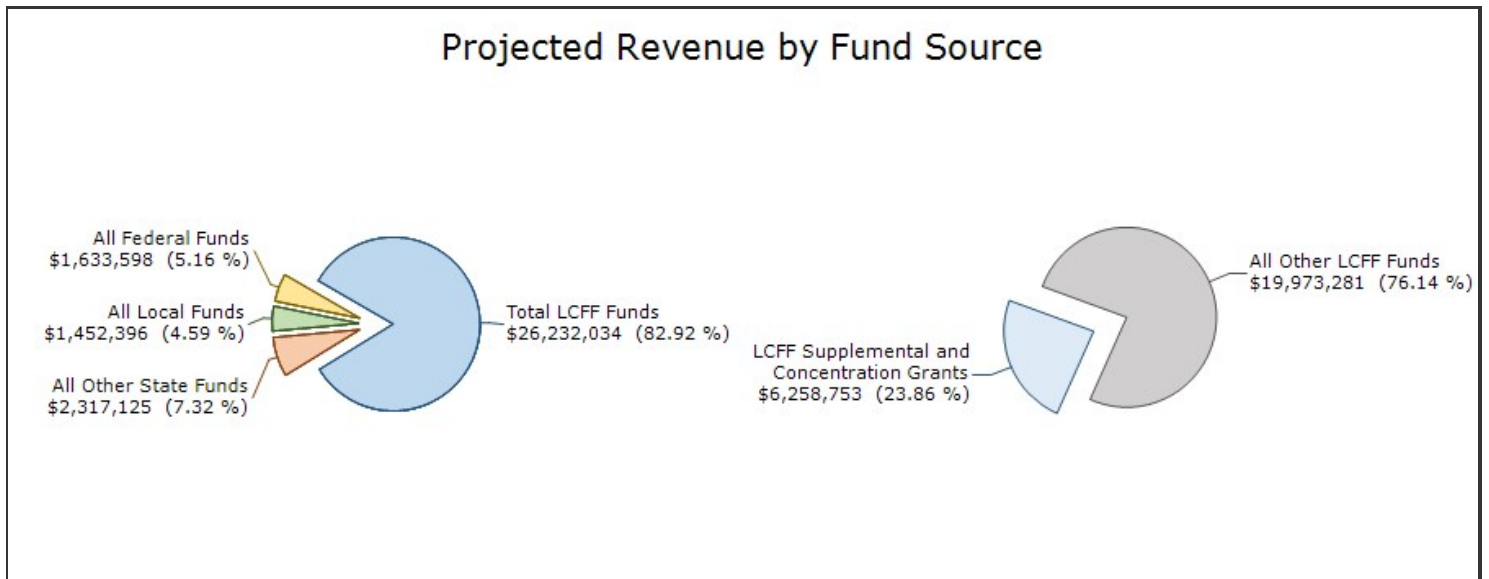 Projected Revenue by Fund Source
All Federal Funds
$1,633,598 (5.16 %)
All Local Funds
$1,452,396 (4.59 %)
All Other State Funds
$2,317,125 (7.32 %)
Total LCFF Funds
$26,232,034 (82.92 %)
LCFF Supplemental and
Concentration Grants
$6,258,753 (23.86 %)
All Other LCFF Funds
$19,973,281 (76.14 %)